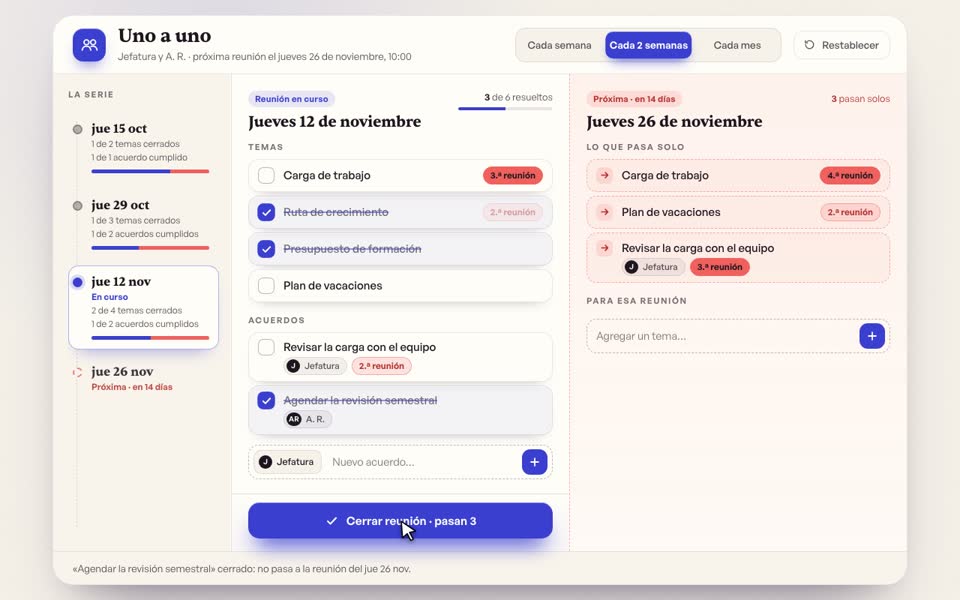 Uno a uno
Jefatura y A. R. · próxima reunión el jueves 26 de noviembre, 10:00
Cada semana
Cada 2 semanas
Cada mes
Restablecer
LA SERIE
jue 15 oct
1 de 2 temas cerrados
1 de 1 acuerdo cumplido
jue 29 oct
1 de 3 temas cerrados
1 de 2 acuerdos cumplidos
jue 12 nov
En curso
2 de 4 temas cerrados
1 de 2 acuerdos cumplidos
jue 26 nov
Próxima · en 14 días
Reunión en curso
3 de 6 resueltos
Jueves 12 de noviembre
TEMAS
Carga de trabajo
3.ª reunión
Ruta de crecimiento
2.ª reunión
Presupuesto de formación
Plan de vacaciones
ACUERDOS
Revisar la carga con el equipo
J Jefatura
2.ª reunión
Agendar la revisión semestral
AR A. R.
J Jefatura
Nuevo acuerdo...
Cerrar reunión · pasan 3
Próxima · en 14 días
3 pasan solos
Jueves 26 de noviembre
LO QUE PASA SOLO
Carga de trabajo
4.ª reunión
Plan de vacaciones
2.ª reunión
Revisar la carga con el equipo
J Jefatura
3.ª reunión
PARA ESA REUNIÓN
Agregar un tema...
«Agendar la revisión semestral» cerrado: no pasa a la reunión del jue 26 nov.